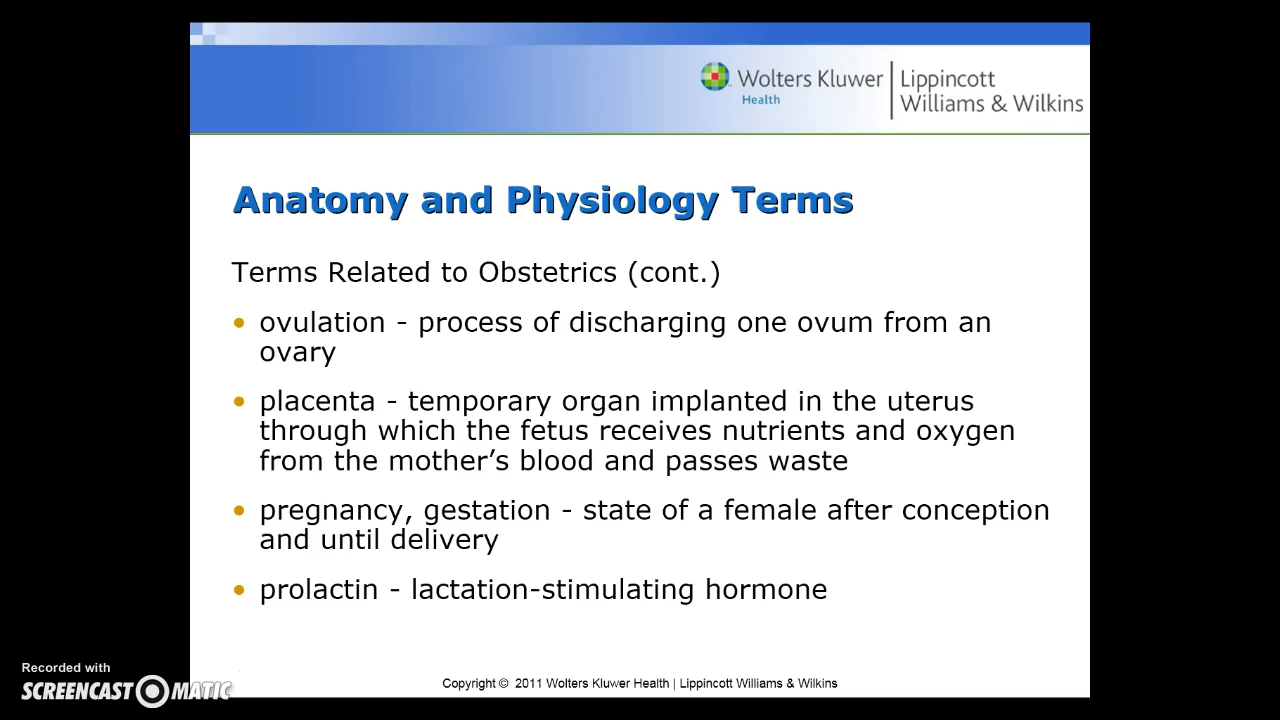 Wolters Kluwer
Health
Lippincott
Williams & Wilkins
Anatomy and Physiology Terms
Terms Related to Obstetrics (cont.)
• ovulation - process of discharging one ovum from an
ovary
• placenta - temporary organ implanted in the uterus
through which the fetus receives nutrients and oxygen
from the mother’s blood and passes waste
• pregnancy, gestation - state of a female after conception
and until delivery
• prolactin - lactation-stimulating hormone
Recorded with
SCREENCAST MATIC
Copyright © 2011 Wolters Kluwer Health | Lippincott Williams & Wilkins